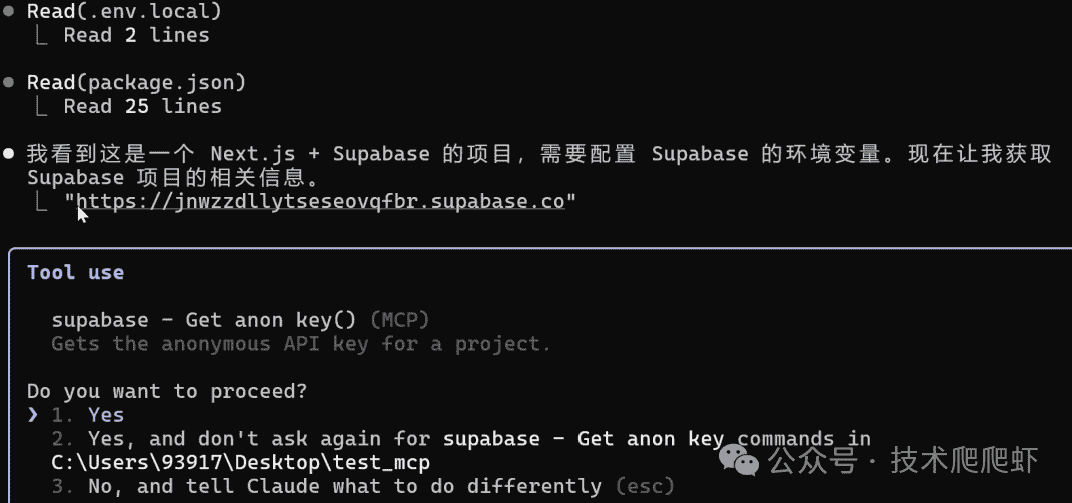 ● Read(.env.local)
⎿ Read 2 lines
● Read(package.json)
⎿ Read 25 lines
● 我看到这是一个 Next.js + Supabase 的项目，需要配置 Supabase 的环境变量。现在让我获取
Supabase 项目的相关信息。
⎿ "https://jnwzzdllytseseovqfbr.supabase.co"
Tool use
supabase - Get anon key() (MCP)
Gets the anonymous API key for a project.
Do you want to proceed?
❯ 1. Yes
2. Yes, and don't ask again for supabase - Get anon key commands in
C:\Users\93917\Desktop\test_mcp
3. No, and tell Claude what to do differently (esc)
公众号 · 技术爬爬虾